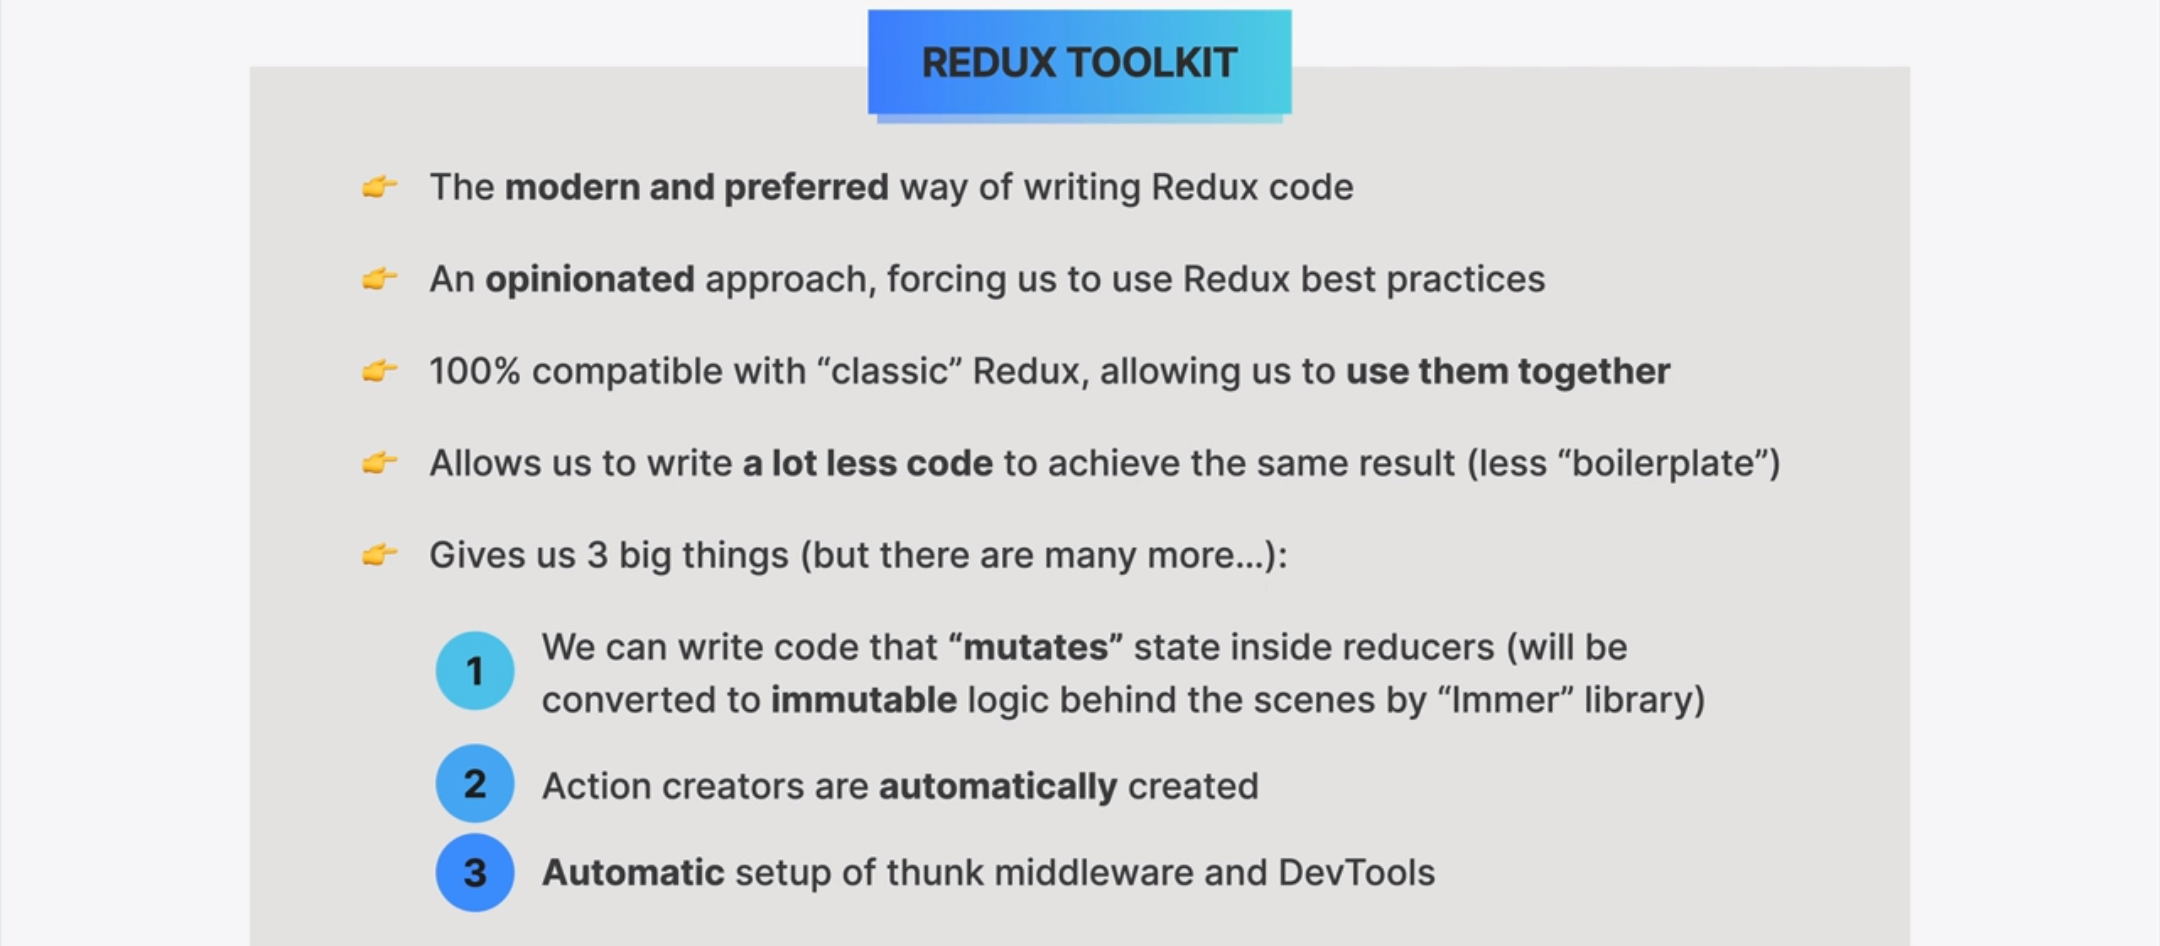 REDUX TOOLKIT
👉 The modern and preferred way of writing Redux code
👉 An opinionated approach, forcing us to use Redux best practices
👉 100% compatible with “classic” Redux, allowing us to use them together
👉 Allows us to write a lot less code to achieve the same result (less “boilerplate”)
👉 Gives us 3 big things (but there are many more…):
1 We can write code that “mutates” state inside reducers (will be
converted to immutable logic behind the scenes by “Immer” library)
2 Action creators are automatically created
3 Automatic setup of thunk middleware and DevTools